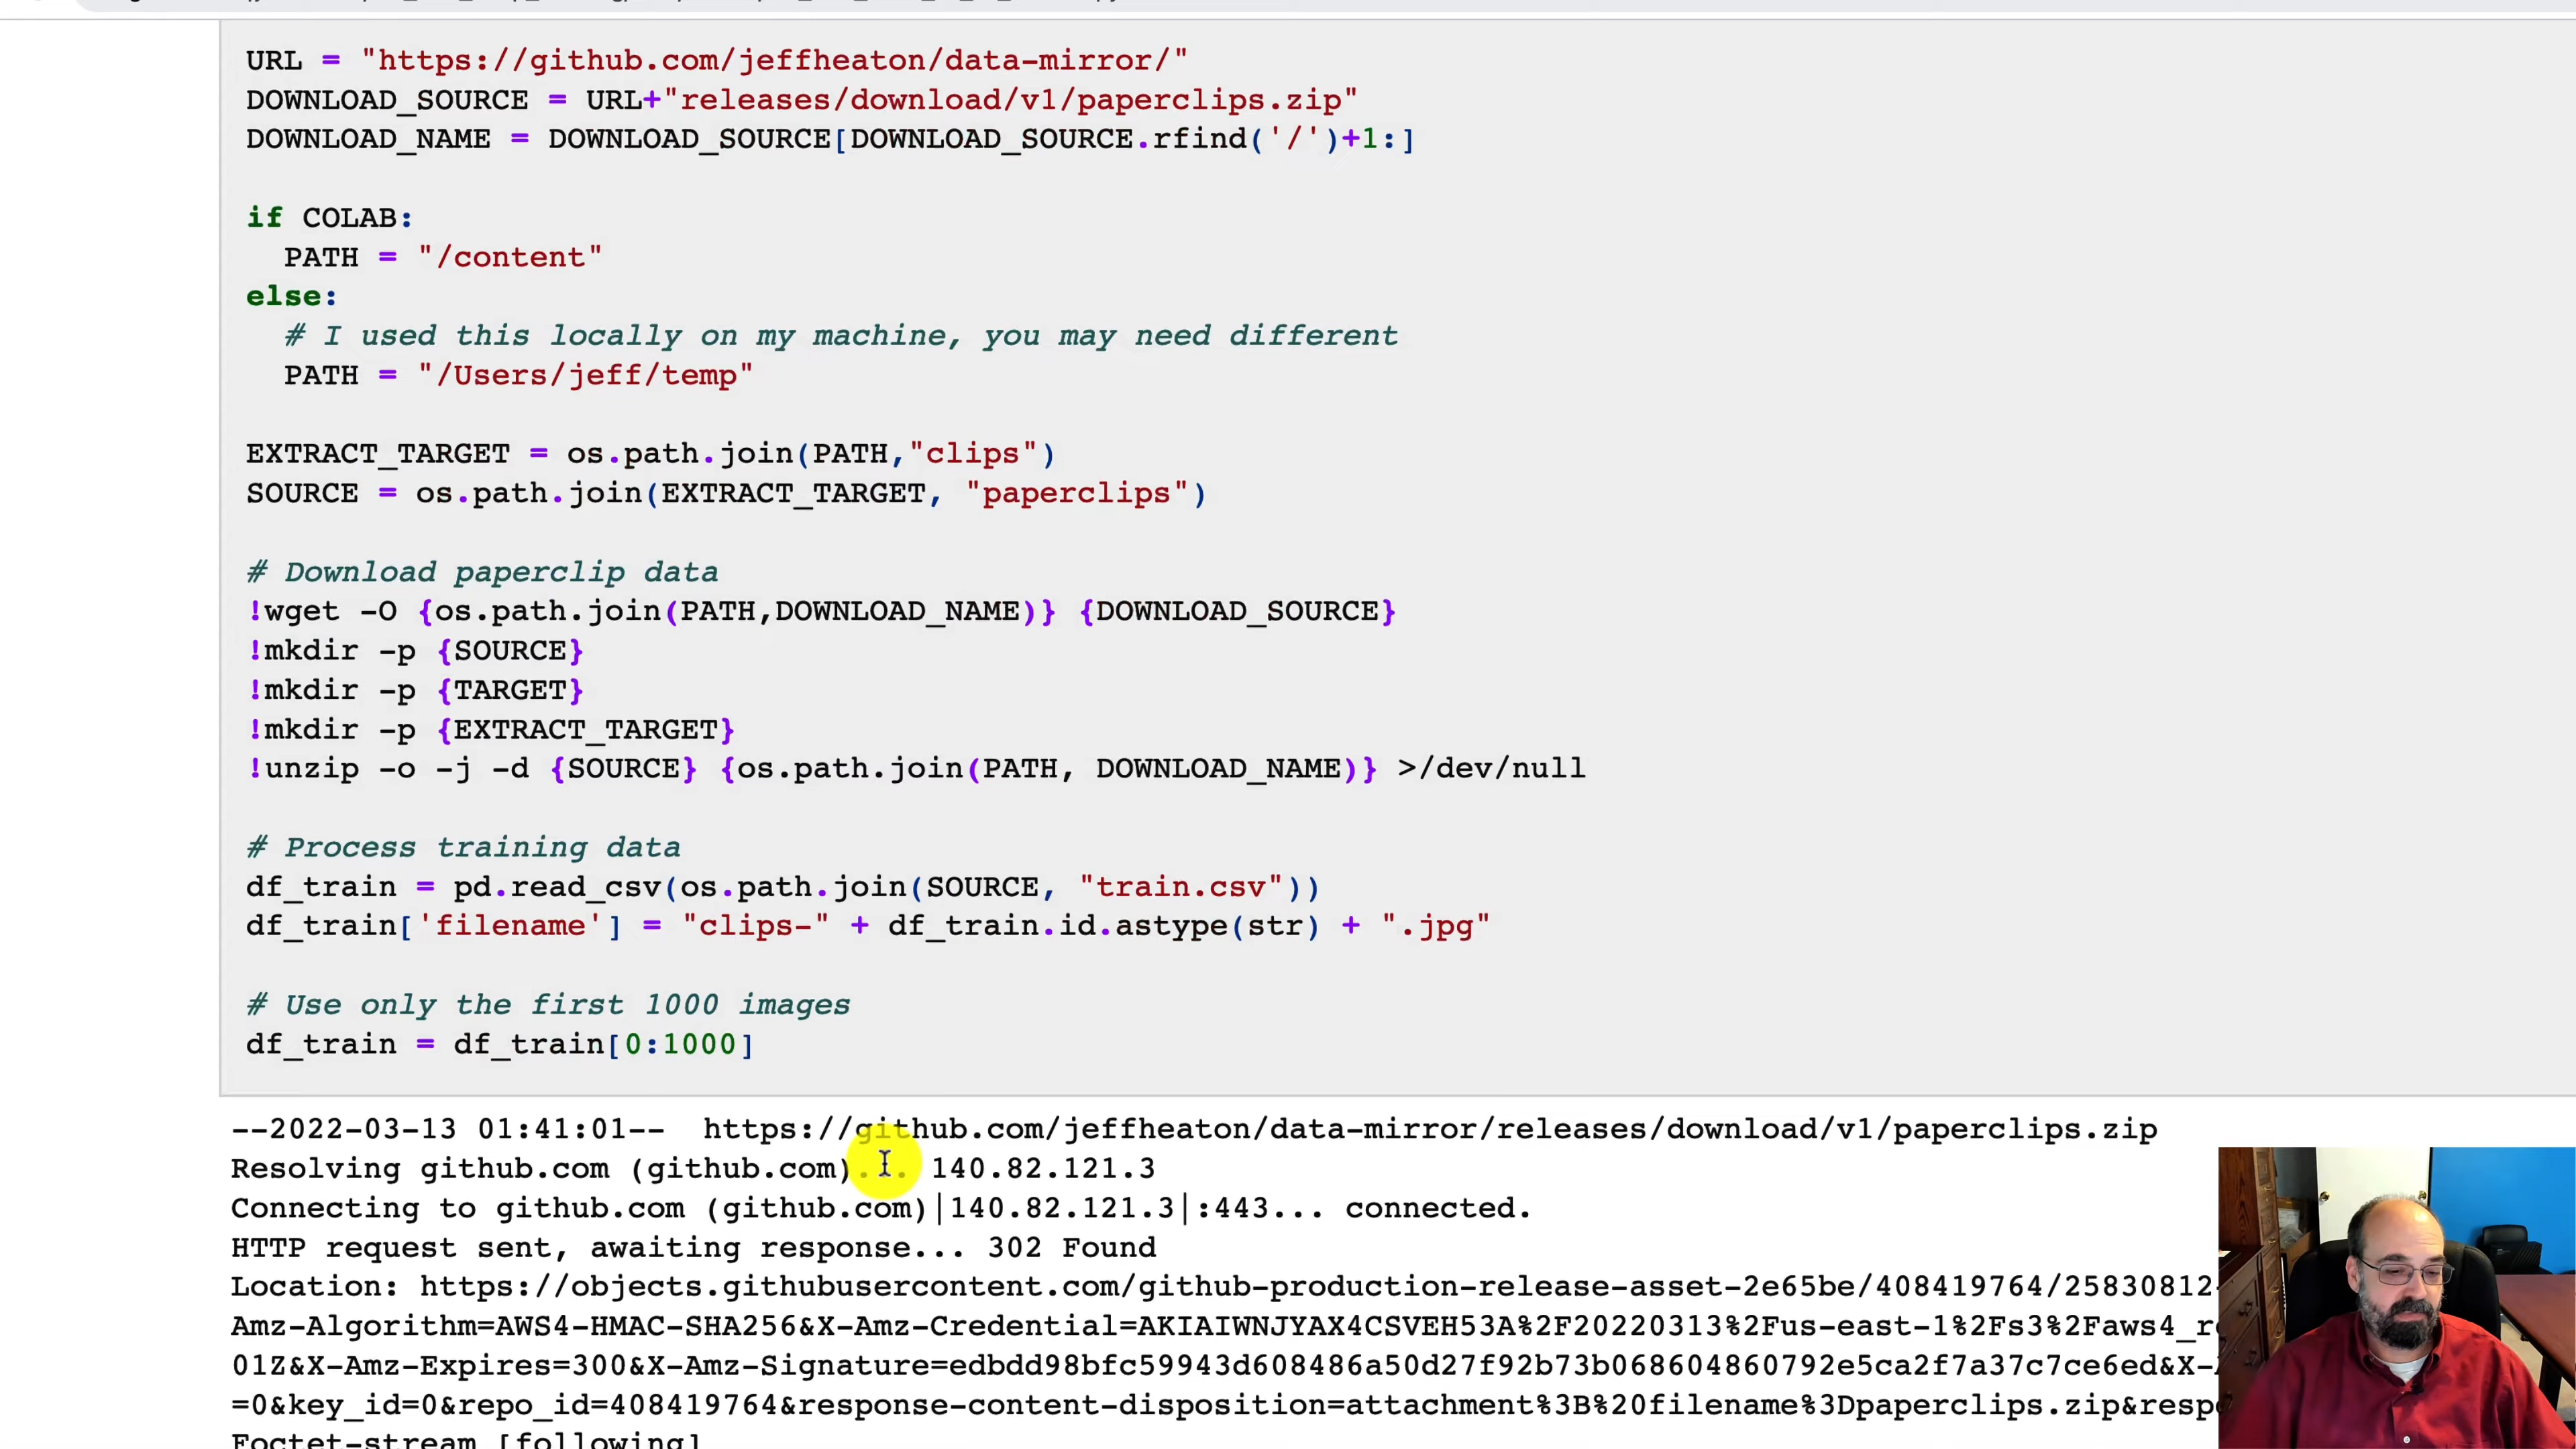 URL = "https://github.com/jeffheaton/data-mirror/"
DOWNLOAD_SOURCE = URL+"releases/download/v1/paperclips.zip"
DOWNLOAD_NAME = DOWNLOAD_SOURCE[DOWNLOAD_SOURCE.rfind('/')+1:]
if COLAB:
PATH = "/content"
else:
# I used this locally on my machine, you may need different
PATH = "/Users/jeff/temp"
EXTRACT_TARGET = os.path.join(PATH,"clips")
SOURCE = os.path.join(EXTRACT_TARGET, "paperclips")
# Download paperclip data
!wget -O {os.path.join(PATH,DOWNLOAD_NAME)} {DOWNLOAD_SOURCE}
!mkdir -p {SOURCE}
!mkdir -p {TARGET}
!mkdir -p {EXTRACT_TARGET}
!unzip -o -j -d {SOURCE} {os.path.join(PATH, DOWNLOAD_NAME)} >/dev/null
# Process training data
df_train = pd.read_csv(os.path.join(SOURCE, "train.csv"))
df_train['filename'] = "clips-" + df_train.id.astype(str) + ".jpg"
# Use only the first 1000 images
df_train = df_train[0:1000]
--2022-03-13 01:41:01-- https://github.com/jeffheaton/data-mirror/releases/download/v1/paperclips.zip
Resolving github.com (github.com)... 140.82.121.3
Connecting to github.com (github.com)|140.82.121.3|:443... connected.
HTTP request sent, awaiting response... 302 Found
Location: https://objects.githubusercontent.com/github-production-release-asset-2e65be/408419764/25830812
Amz-Algorithm=AWS4-HMAC-SHA256&X-Amz-Credential=AKIAIWNJYAX4CSVEH53A%2F20220313%2Fus-east-1%2Fs3%2Faws4_r
01Z&X-Amz-Expires=300&X-Amz-Signature=edbdd98bfc59943d608486a50d27f92b73b068604860792e5ca2f7a37c7ce6ed&X-
=0&key_id=0&repo_id=408419764&response-content-disposition=attachment%3B%20filename%3Dpaperclips.zip&resp
Foctet-stream [following]